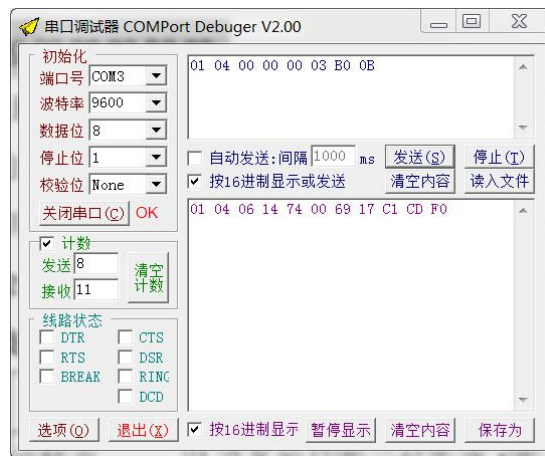 串口调试器 COMPort Debuger V2.00
初始化
端口号 COM3
波特率 9600
数据位 8
停止位 1
校验位 None
关闭串口(C) OK
计数
发送 8
接收 11
清空
计数
线路状态
DTR CTS
RTS DSR
BREAK RING
DCD
选项(O) 退出(X)
01 04 00 00 00 03 B0 0B
自动发送:间隔 1000 ms 发送(S) 停止(T)
按16进制显示或发送 清空内容 读入文件
01 04 06 14 74 00 69 17 C1 CD F0
按16进制显示 暂停显示 清空内容 保存为